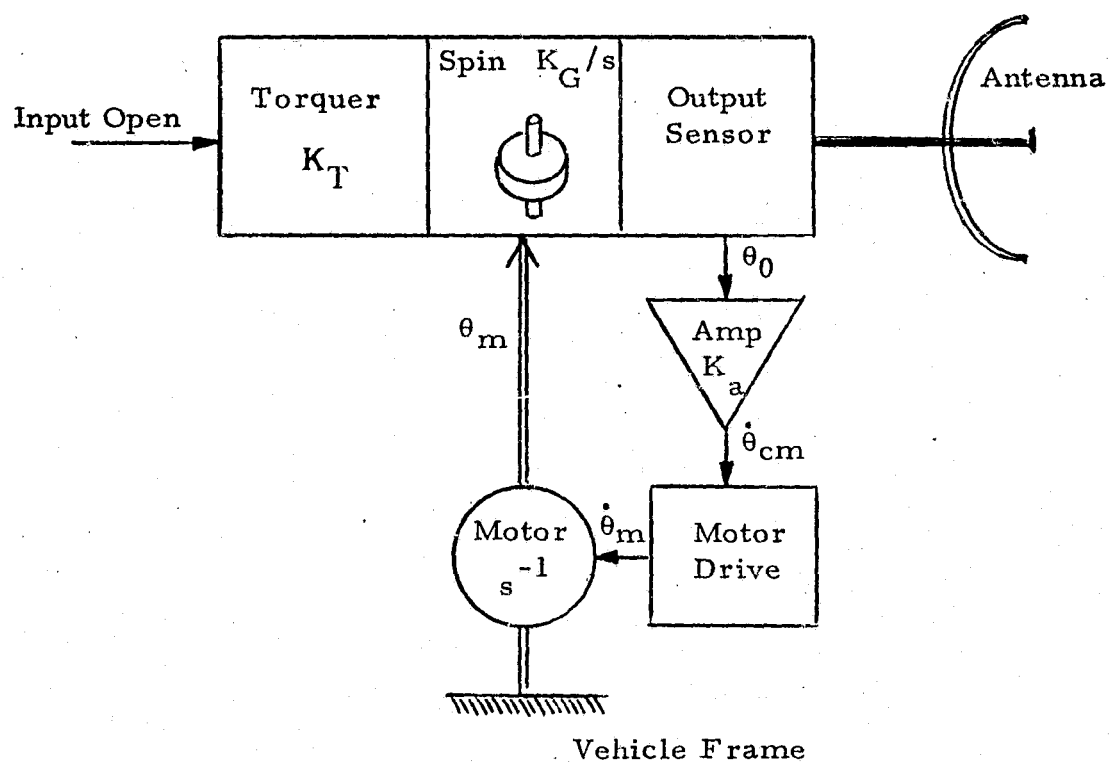 Input Open
Torquer
K_T
Spin K_G/s
Output
Sensor
Antenna
θ_0
Amp
K_a
θ̇_cm
Motor
Drive
θ̇_m
Motor
s^-1
θ_m
Vehicle Frame